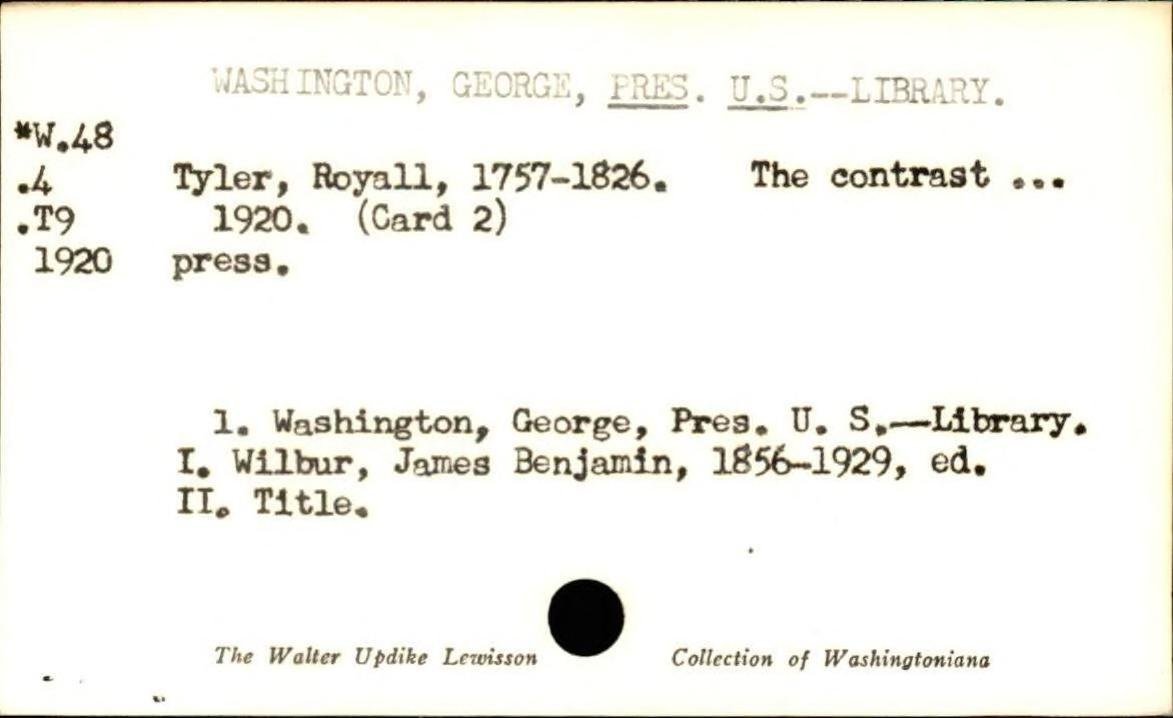 WASHINGTON, GEORGE, PRES. U.S.--LIBRARY.
*W.48
.4 Tyler, Royall, 1757-1826. The contrast ...
.T9 1920. (Card 2)
1920 press.
1. Washington, George, Pres. U. S.—Library.
I. Wilbur, James Benjamin, 1856-1929, ed.
II. Title.
The Walter Updike Lewisson Collection of Washingtoniana